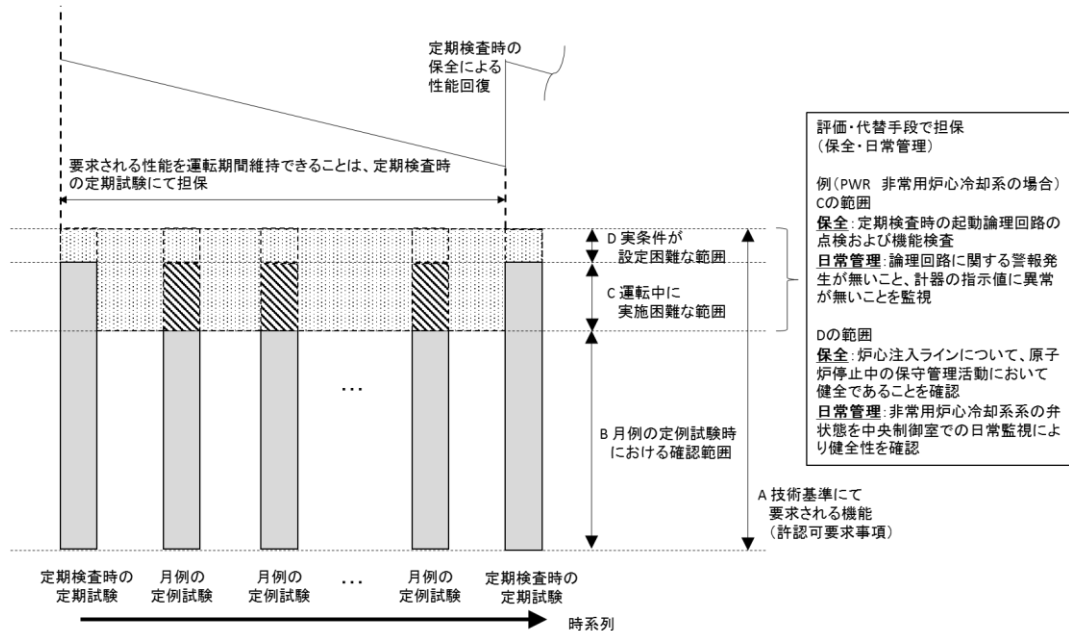 定期検査時の
保全による
性能回復
要求される性能を運転期間維持できることは、定期検査時
の定期試験にて担保
D 実条件が
設定困難な範囲
C 運転中に
実施困難な範囲
B 月例の定例試験時
における確認範囲
A 技術基準にて
要求される機能
（許認可要求事項）
評価・代替手段で担保
（保全・日常管理）
例（PWR 非常用炉心冷却系の場合）
Cの範囲
保全：定期検査時の起動論理回路の
点検および機能検査
日常管理：論理回路に関する警報発
生が無いこと、計器の指示値に異常
が無いことを監視
Dの範囲
保全：炉心注入ラインについて、原子
炉停止中の保守管理活動において
健全であることを確認
日常管理：非常用炉心冷却系系の弁
状態を中央制御室での日常監視によ
り健全性を確認
…
定期検査時の
定期試験
月例の
定例試験
月例の
定例試験
…
月例の
定例試験
定期検査時の
定期試験
時系列